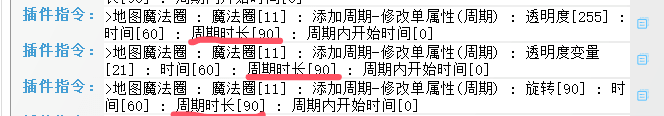 插件指令：>地图魔法圈 : 魔法圈[11] : 添加周期-修改单属性(周期) : 透明度[255] :
时间[60] : 周期时长[90] : 周期内开始时间[0]
插件指令：>地图魔法圈 : 魔法圈[11] : 添加周期-修改单属性(周期) : 透明度变量
[21] : 时间[60] : 周期时长[90] : 周期内开始时间[0]
插件指令：>地图魔法圈 : 魔法圈[11] : 添加周期-修改单属性(周期) : 旋转[90] : 时
间[60] : 周期时长[90] : 周期内开始时间[0]